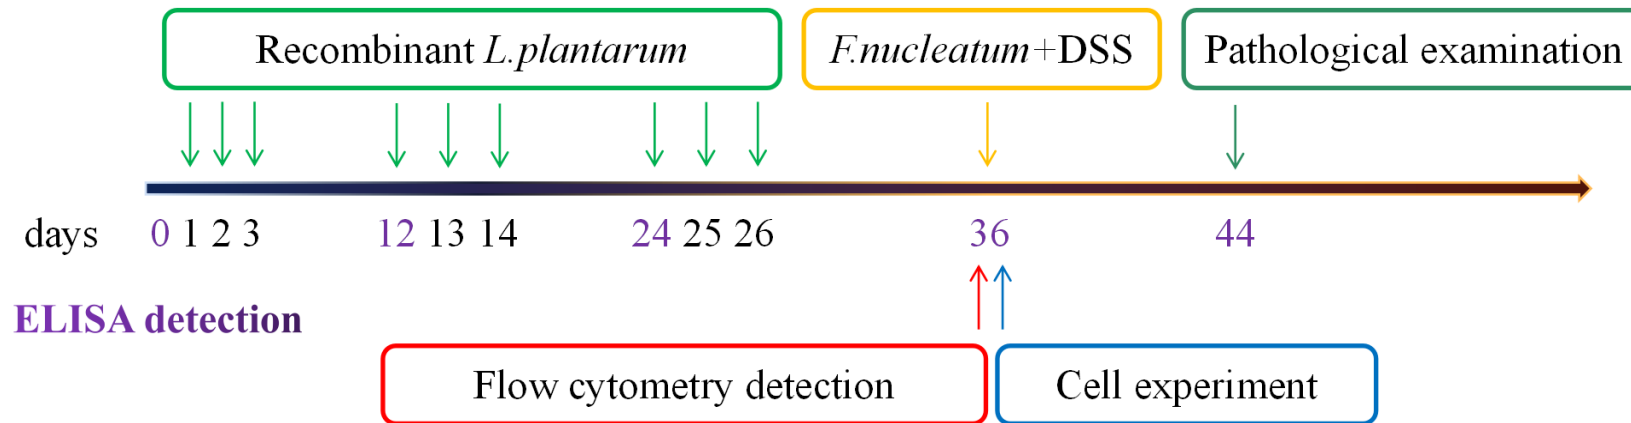 Recombinant L.plantarum
F.nucleatum+DSS
Pathological examination
days 0 1 2 3 12 13 14 24 25 26 36 44
ELISA detection
Flow cytometry detection
Cell experiment